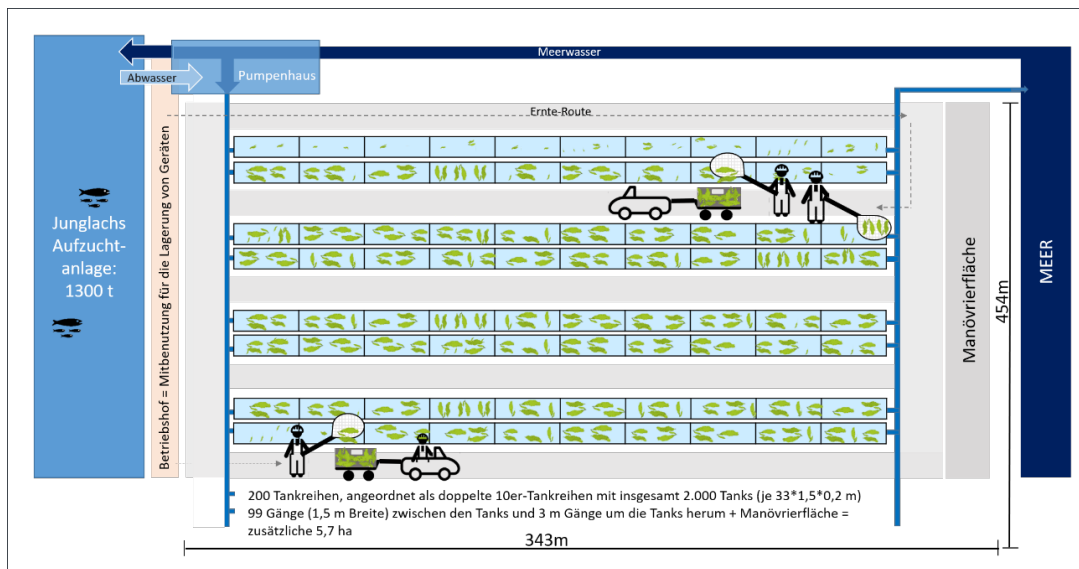 Meerwasser
Abwasser
Pumpenhaus
Ernte-Route
Junglachs
Aufzucht-
anlage:
1300 t
Betriebshof = Mitbenutzung für die Lagerung von Geräten
Manövrierfläche
454m
MEER
200 Tankreihen, angeordnet als doppelte 10er-Tankreihen mit insgesamt 2.000 Tanks (je 33*1,5*0,2 m)
99 Gänge (1,5 m Breite) zwischen den Tanks und 3 m Gänge um die Tanks herum + Manövrierfläche =
zusätzliche 5,7 ha
343m